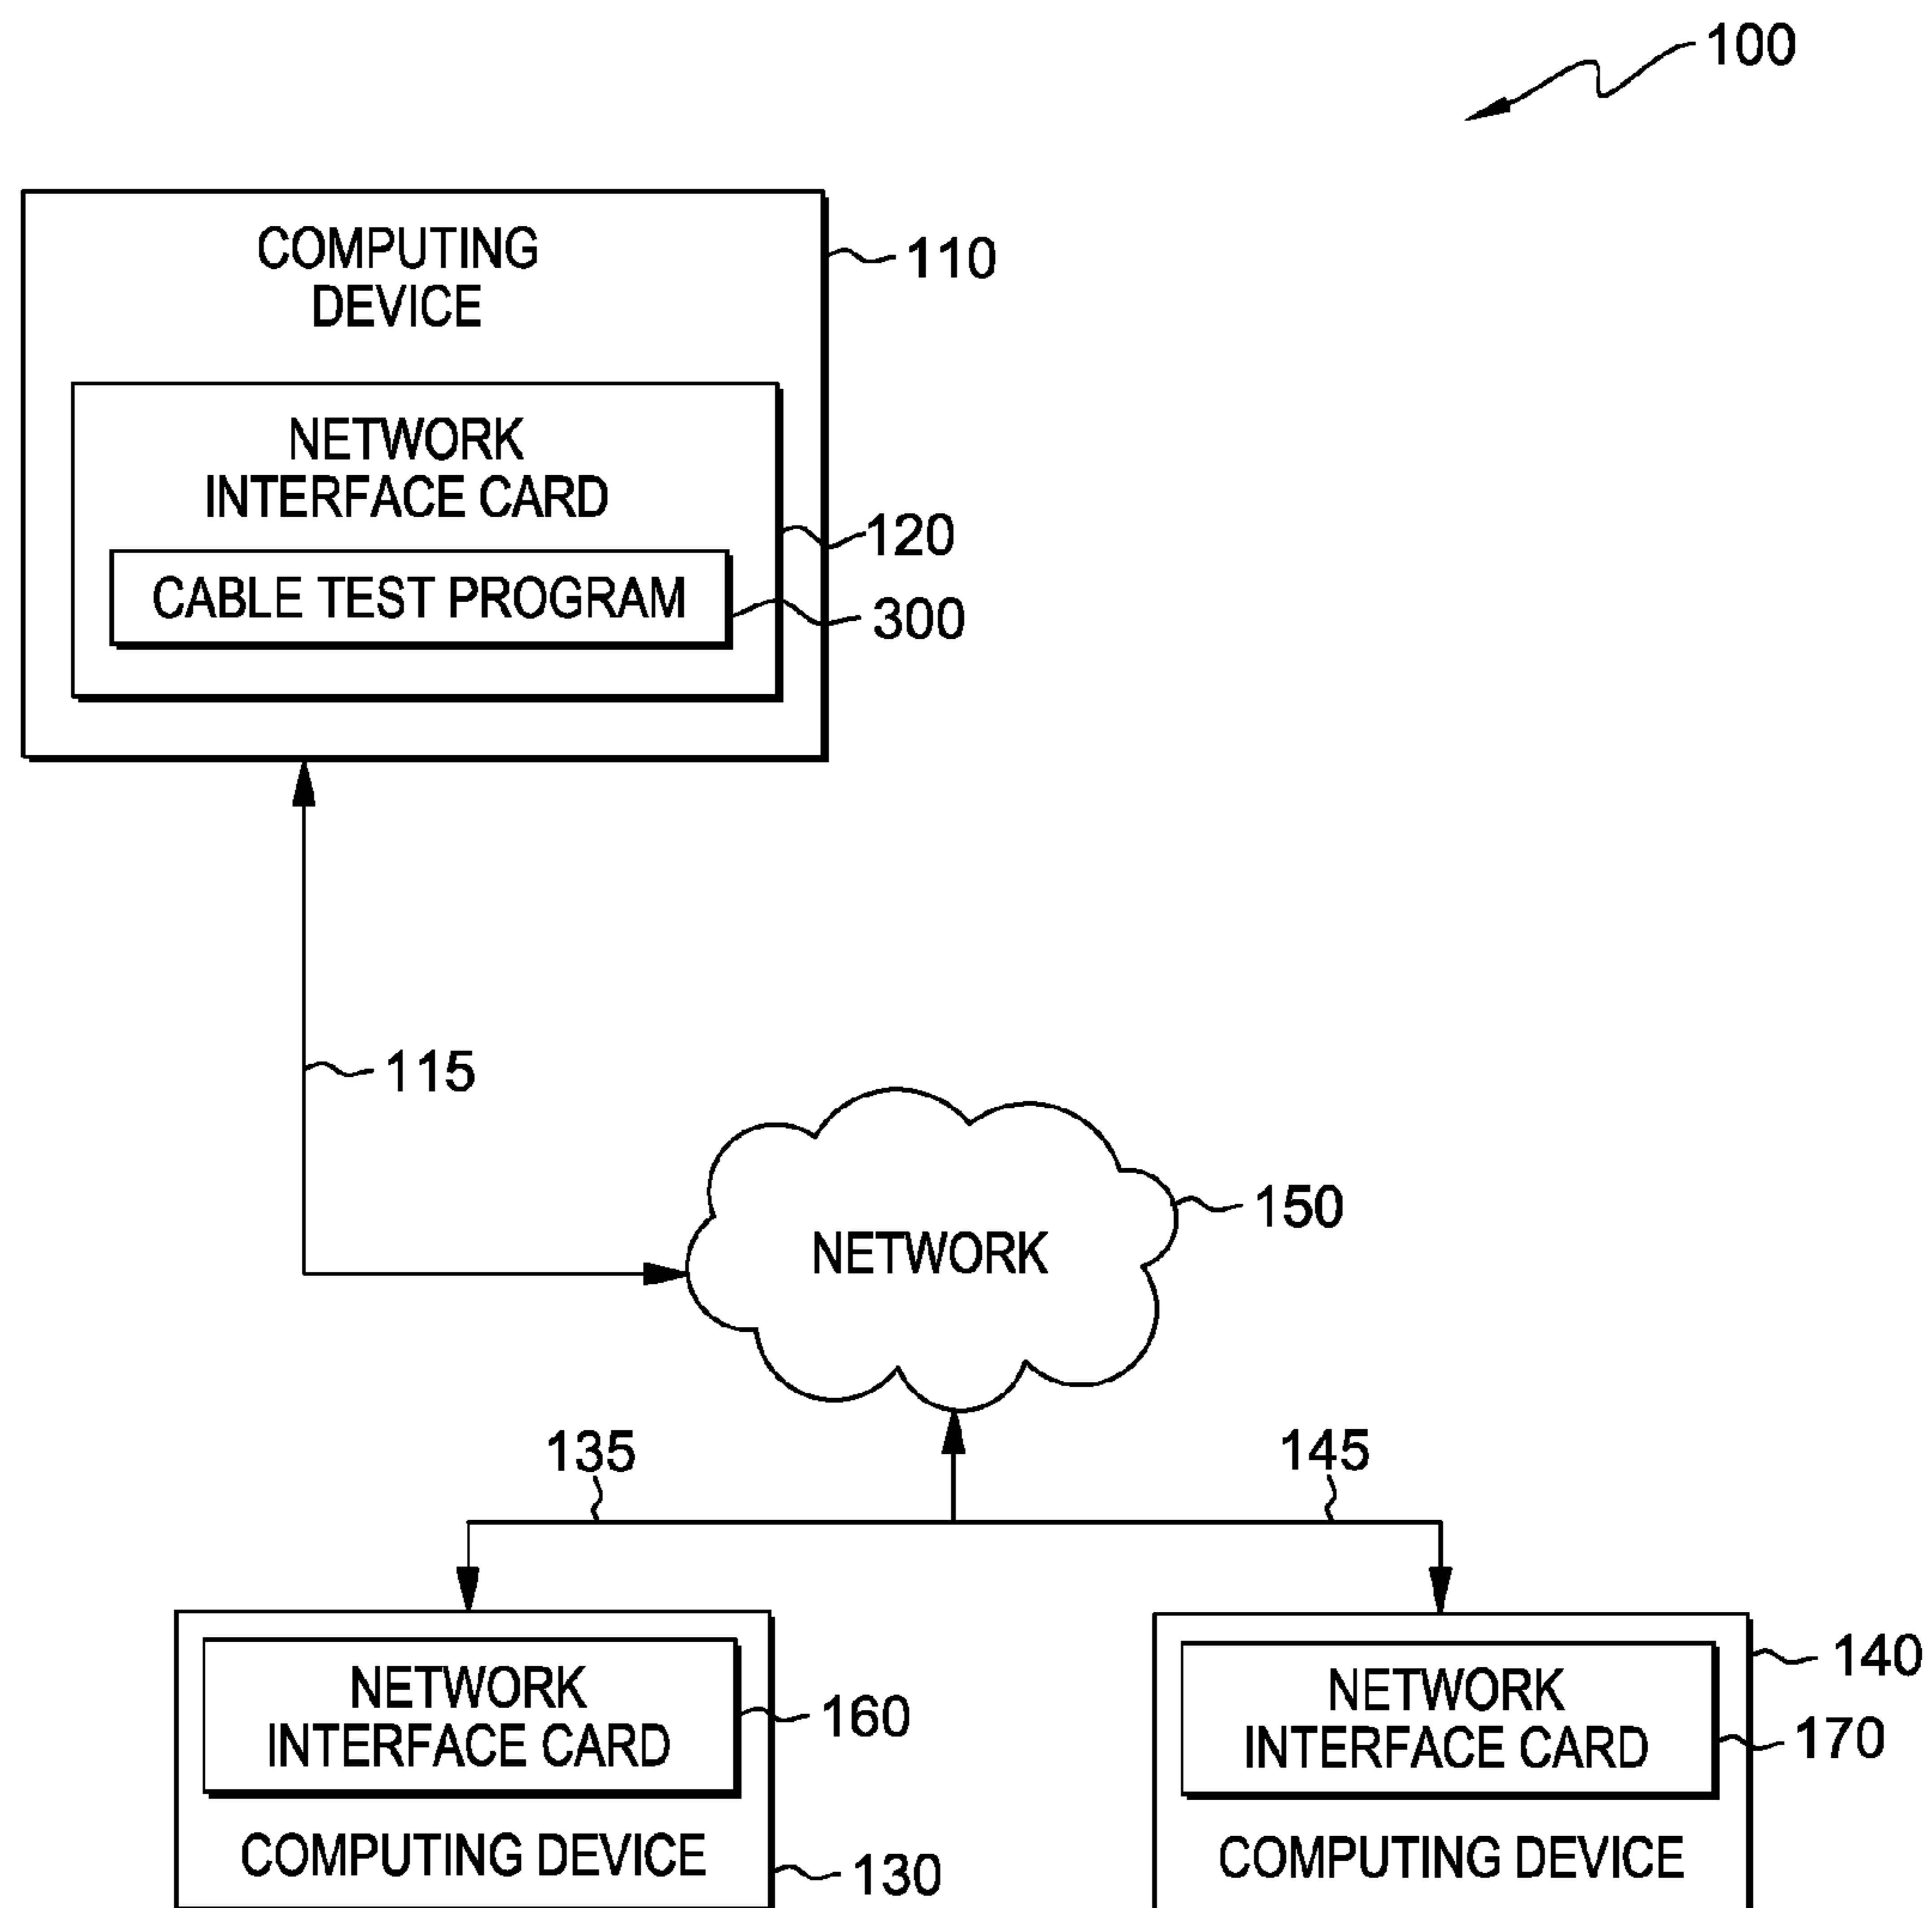 100
COMPUTING
DEVICE
110
NETWORK
INTERFACE CARD
120
CABLE TEST PROGRAM
300
115
NETWORK
150
135
145
NETWORK
INTERFACE CARD
160
COMPUTING DEVICE
130
NETWORK
INTERFACE CARD
140
170
COMPUTING DEVICE